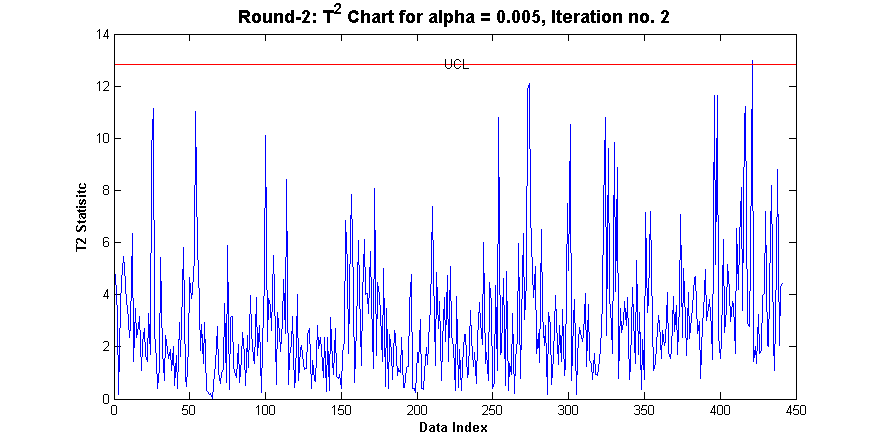 Round-2: T2 Chart for alpha = 0.005, Iteration no. 2
14
12
10
8
6
4
2
0
T2 Statisitc
UCL
0 50 100 150 200 250 300 350 400 450
Data Index